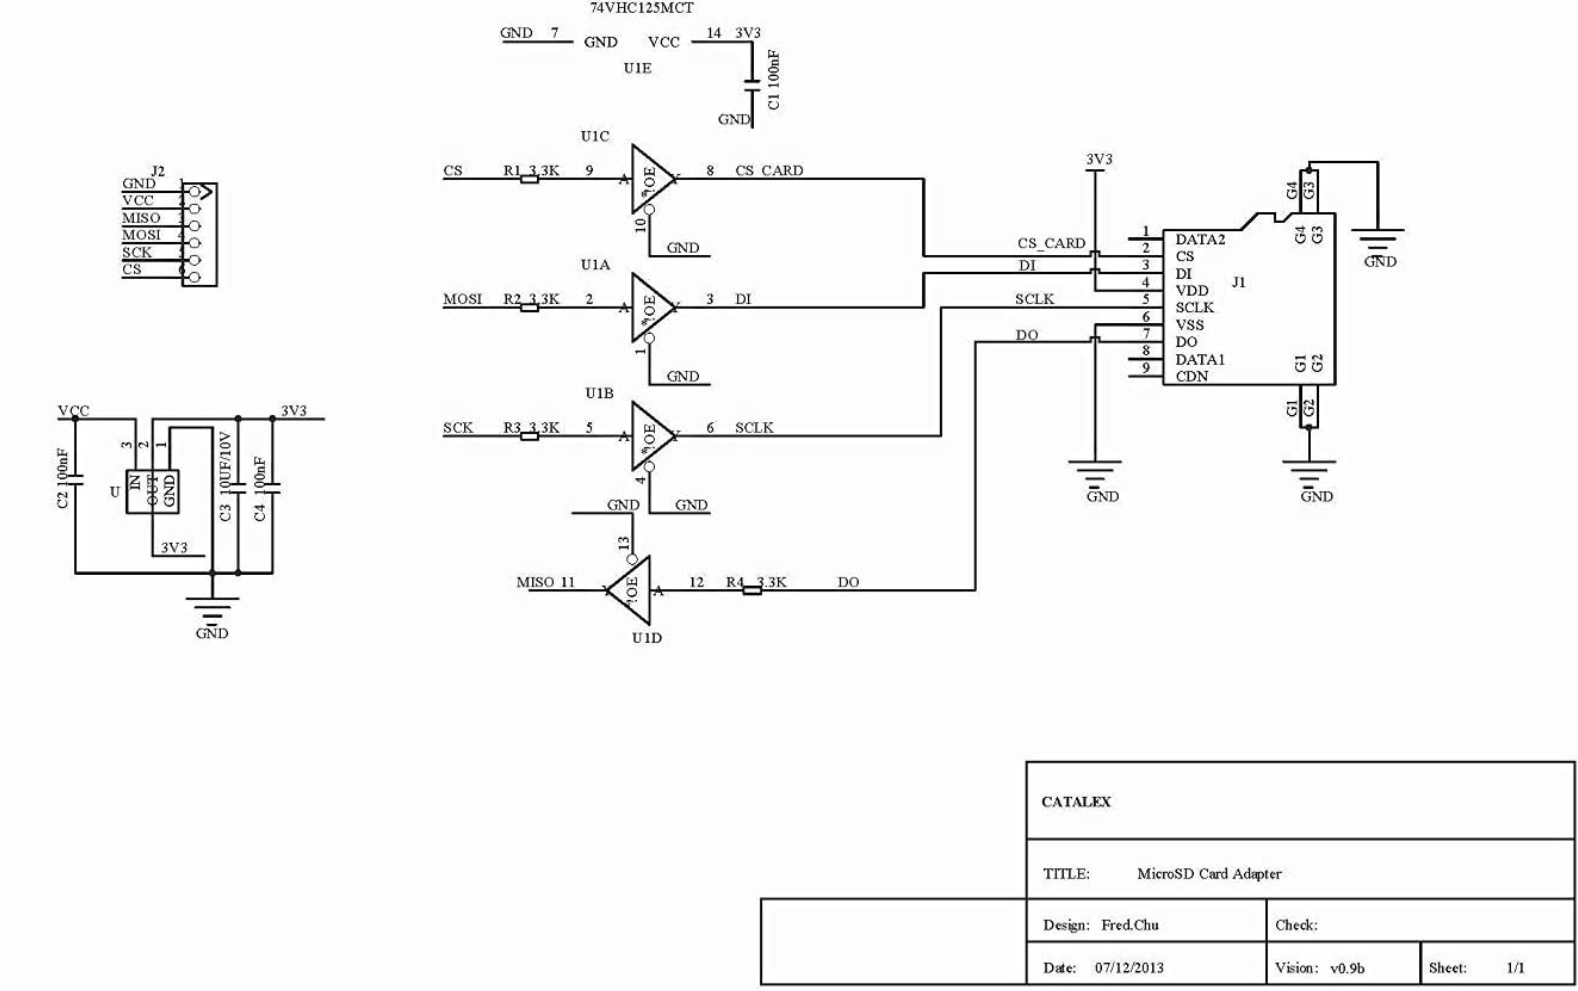 74VHC125MCT
GND 7 GND VCC 14 3V3
U1E
C1 100nF
GND
U1C
CS R1 3.3K 9 A !OE Y 8 CS_CARD
10
GND
U1A
MOSI R2 3.3K 2 A !OE Y 3 DI
1
GND
U1B
SCK R3 3.3K 5 A !OE Y 6 SCLK
4
GND GND
13
MISO 11 !OE A 12 R4 3.3K DO
U1D
J2
GND 1
VCC
MISO
MOSI
SCK
CS 6
VCC 3V3
3 2 1
C2 100nF
U IN OUT GND
C3 10UF/10V
C4 100nF
3V3
GND
3V3
G4 G3
G4 G3
GND
1 DATA2
CS_CARD 2 CS
DI 3 DI
4 VDD
J1
SCLK 5 SCLK
6 VSS
DO 7 DO
8 DATA1
9 CDN
G1 G2
G1 G2
GND
GND
CATALEX
TITLE: MicroSD Card Adapter
Design: Fred.Chu Check:
Date: 07/12/2013 Vision: v0.9b Sheet: 1/1